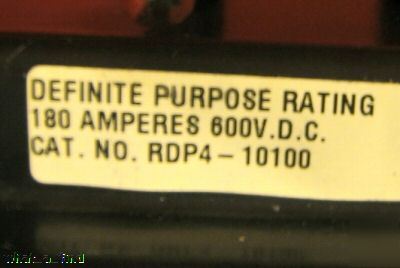 DEFINITE PURPOSE RATING
180 AMPERES 600V.D.C.
CAT. NO. RDP4-10100